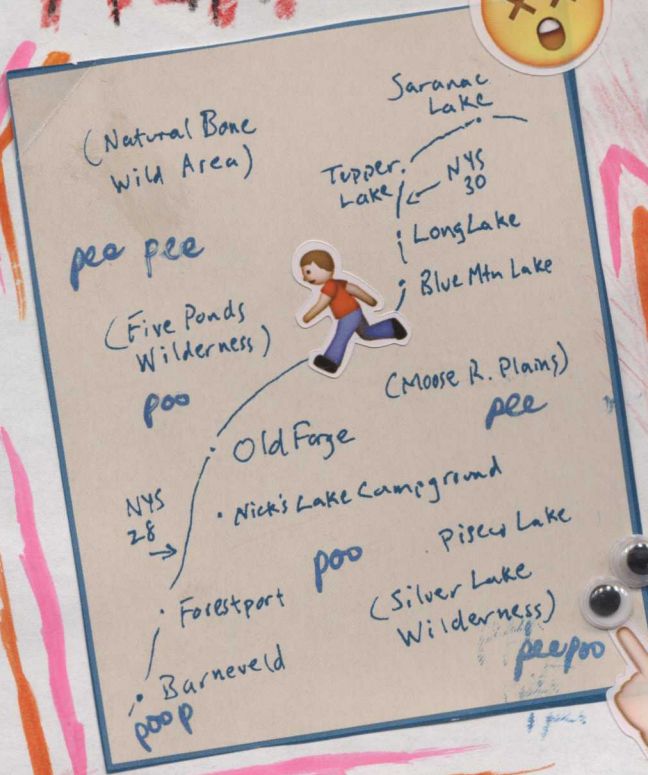 Saranac
Lake
(Natural Bone
Wild Area)
Tupper
Lake
NYS
30
Long Lake
pee pee
Blue Mtn Lake
(Five Ponds
Wilderness)
(Moose R. Plains)
poo
pee
Old Forge
Nick's Lake Campground
NYS
28
Piseco Lake
poo
(Silver Lake
Wilderness)
Forestport
peepoo
Barneveld
poop